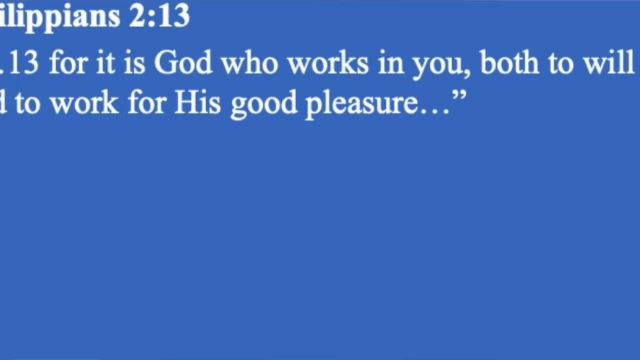 ilippians 2:13
.13 for it is God who works in you, both to will
d to work for His good pleasure…”